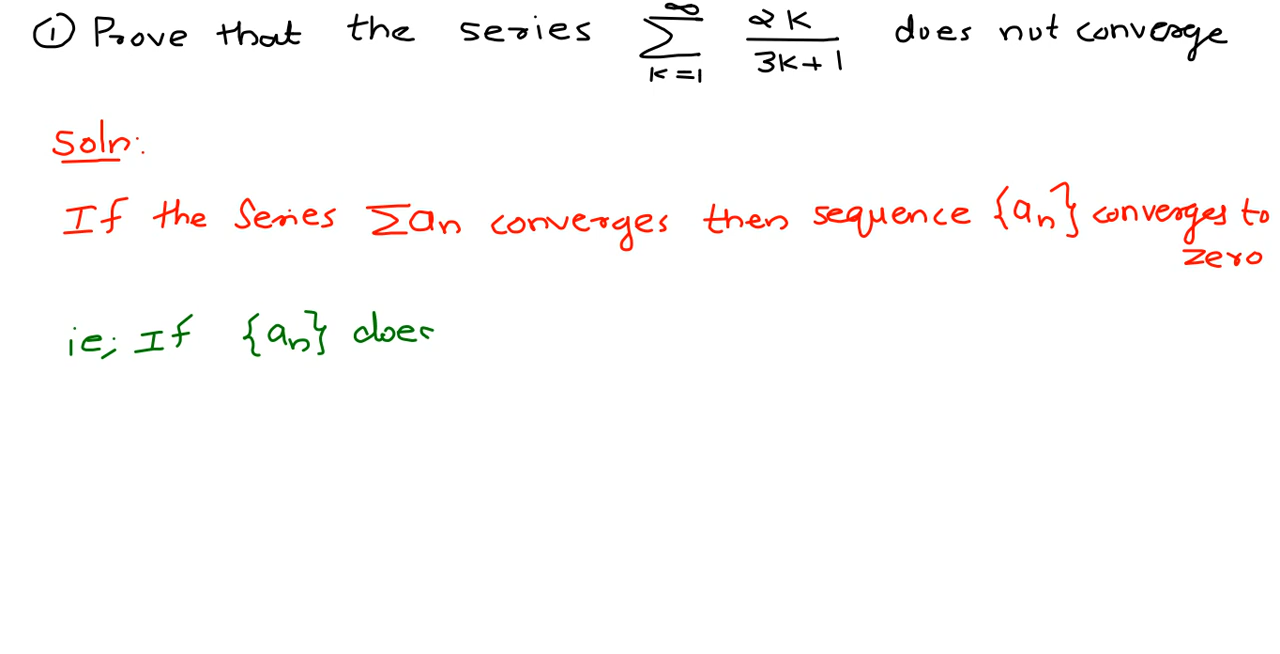 ① Prove that the series ∞∑k=1 2k/3k+1 does not converge
Soln:
If the Series ∑an converges then sequence {an} converges to
zero
ie; If {an} does